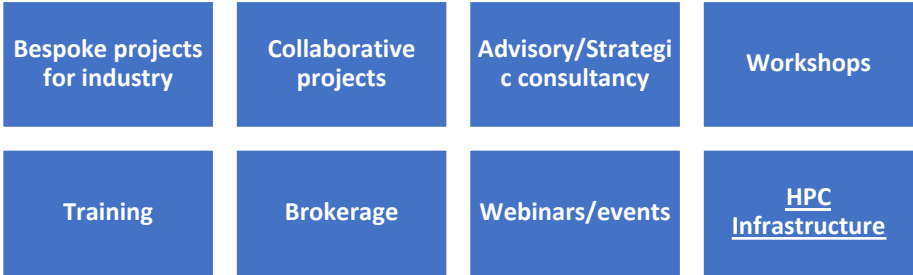 Bespoke projects
for industry
Collaborative
projects
Advisory/Strategi
c consultancy
Workshops
Training
Brokerage
Webinars/events
HPC
Infrastructure